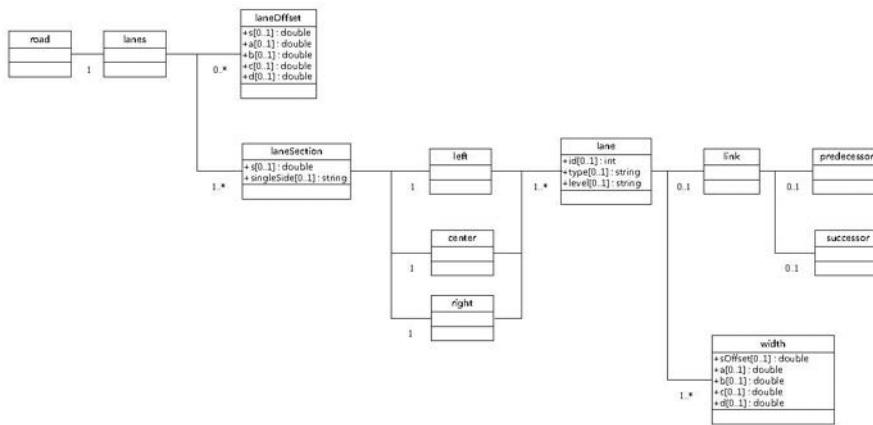 laneOffset
+s[0..1] : double
+a[0..1] : double
+b[0..1] : double
+c[0..1] : double
+d[0..1] : double
road
lanes
1
0..*
laneSection
+s[0..1] : double
+singleSide[0..1] : string
1..*
left
1
lane
+id[0..1] : int
+type[0..1] : string
+level[0..1] : string
1..*
link
0..1
predecessor
0..1
center
1
successor
0..1
right
1
width
+sOffset[0..1] : double
+a[0..1] : double
+b[0..1] : double
+c[0..1] : double
+d[0..1] : double
1..*